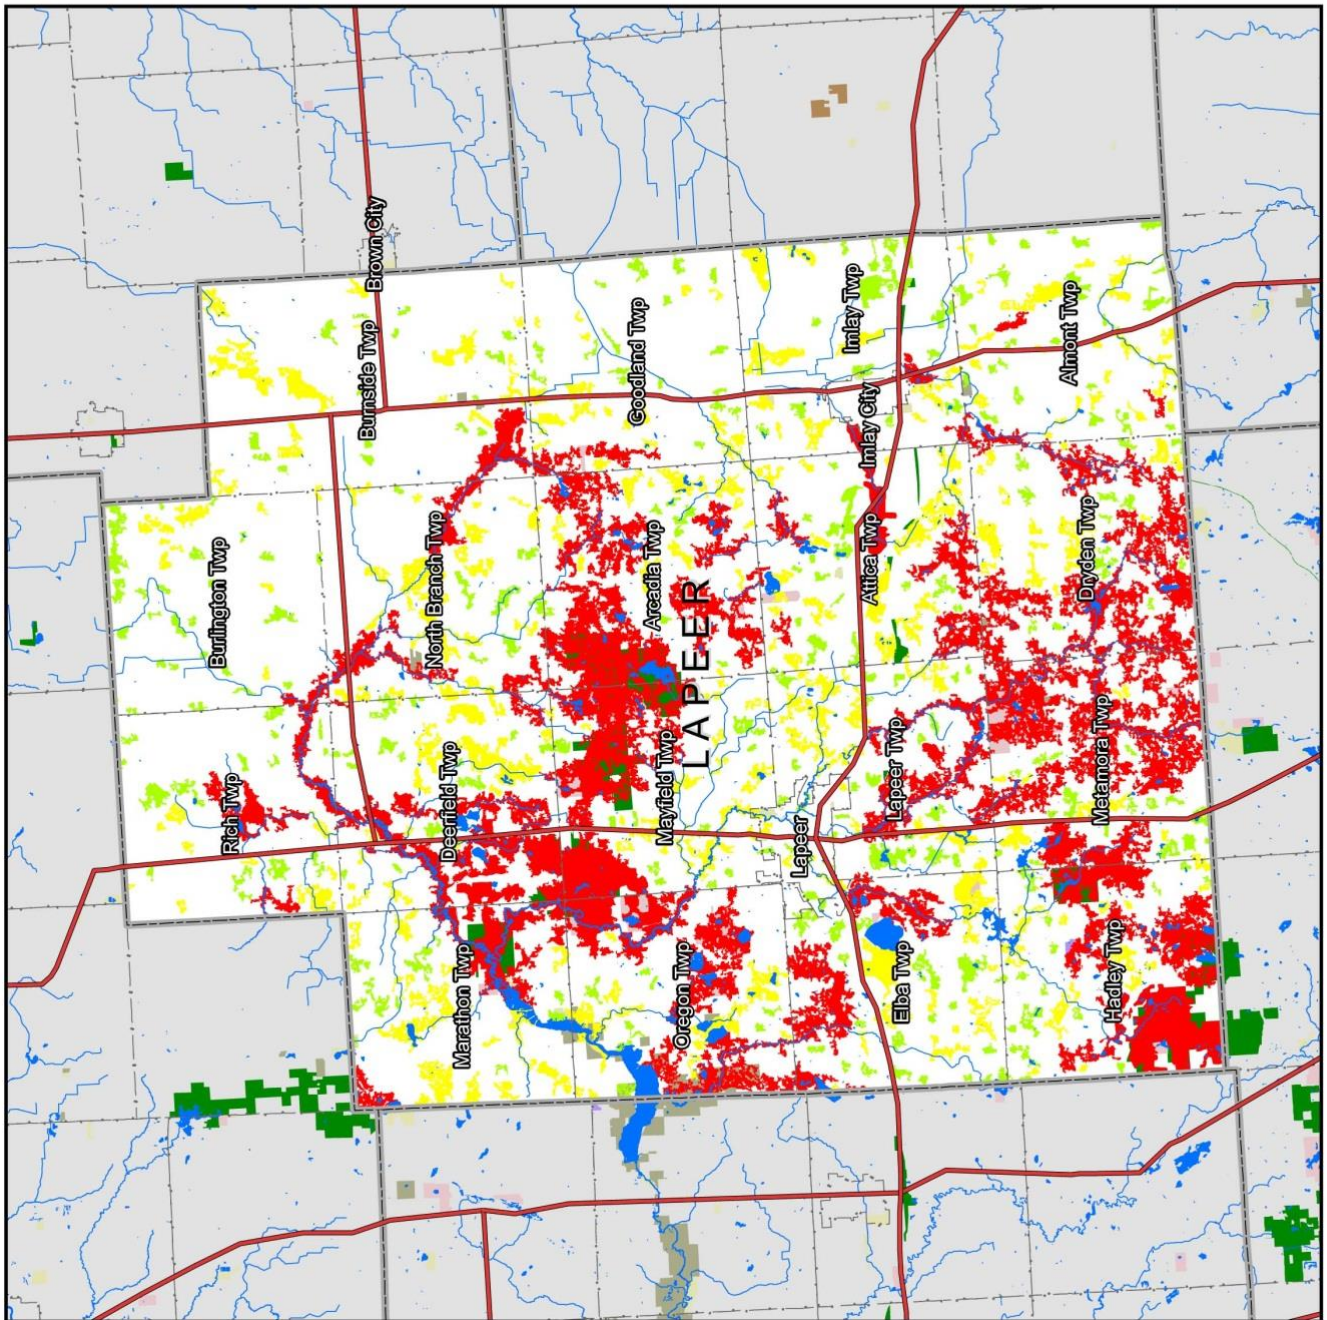 Brown City
Burnside Twp
Goodland Twp
Imlay Twp
Almont Twp
Imlay City
Burlington Twp
North Branch Twp
Arcadia Twp
Attica Twp
Dryden Twp
LAPEER
Rich Twp
Deerfield Twp
Mayfield Twp
Lapeer
Lapeer Twp
Metamora Twp
Marathon Twp
Oregon Twp
Elba Twp
Hadley Twp